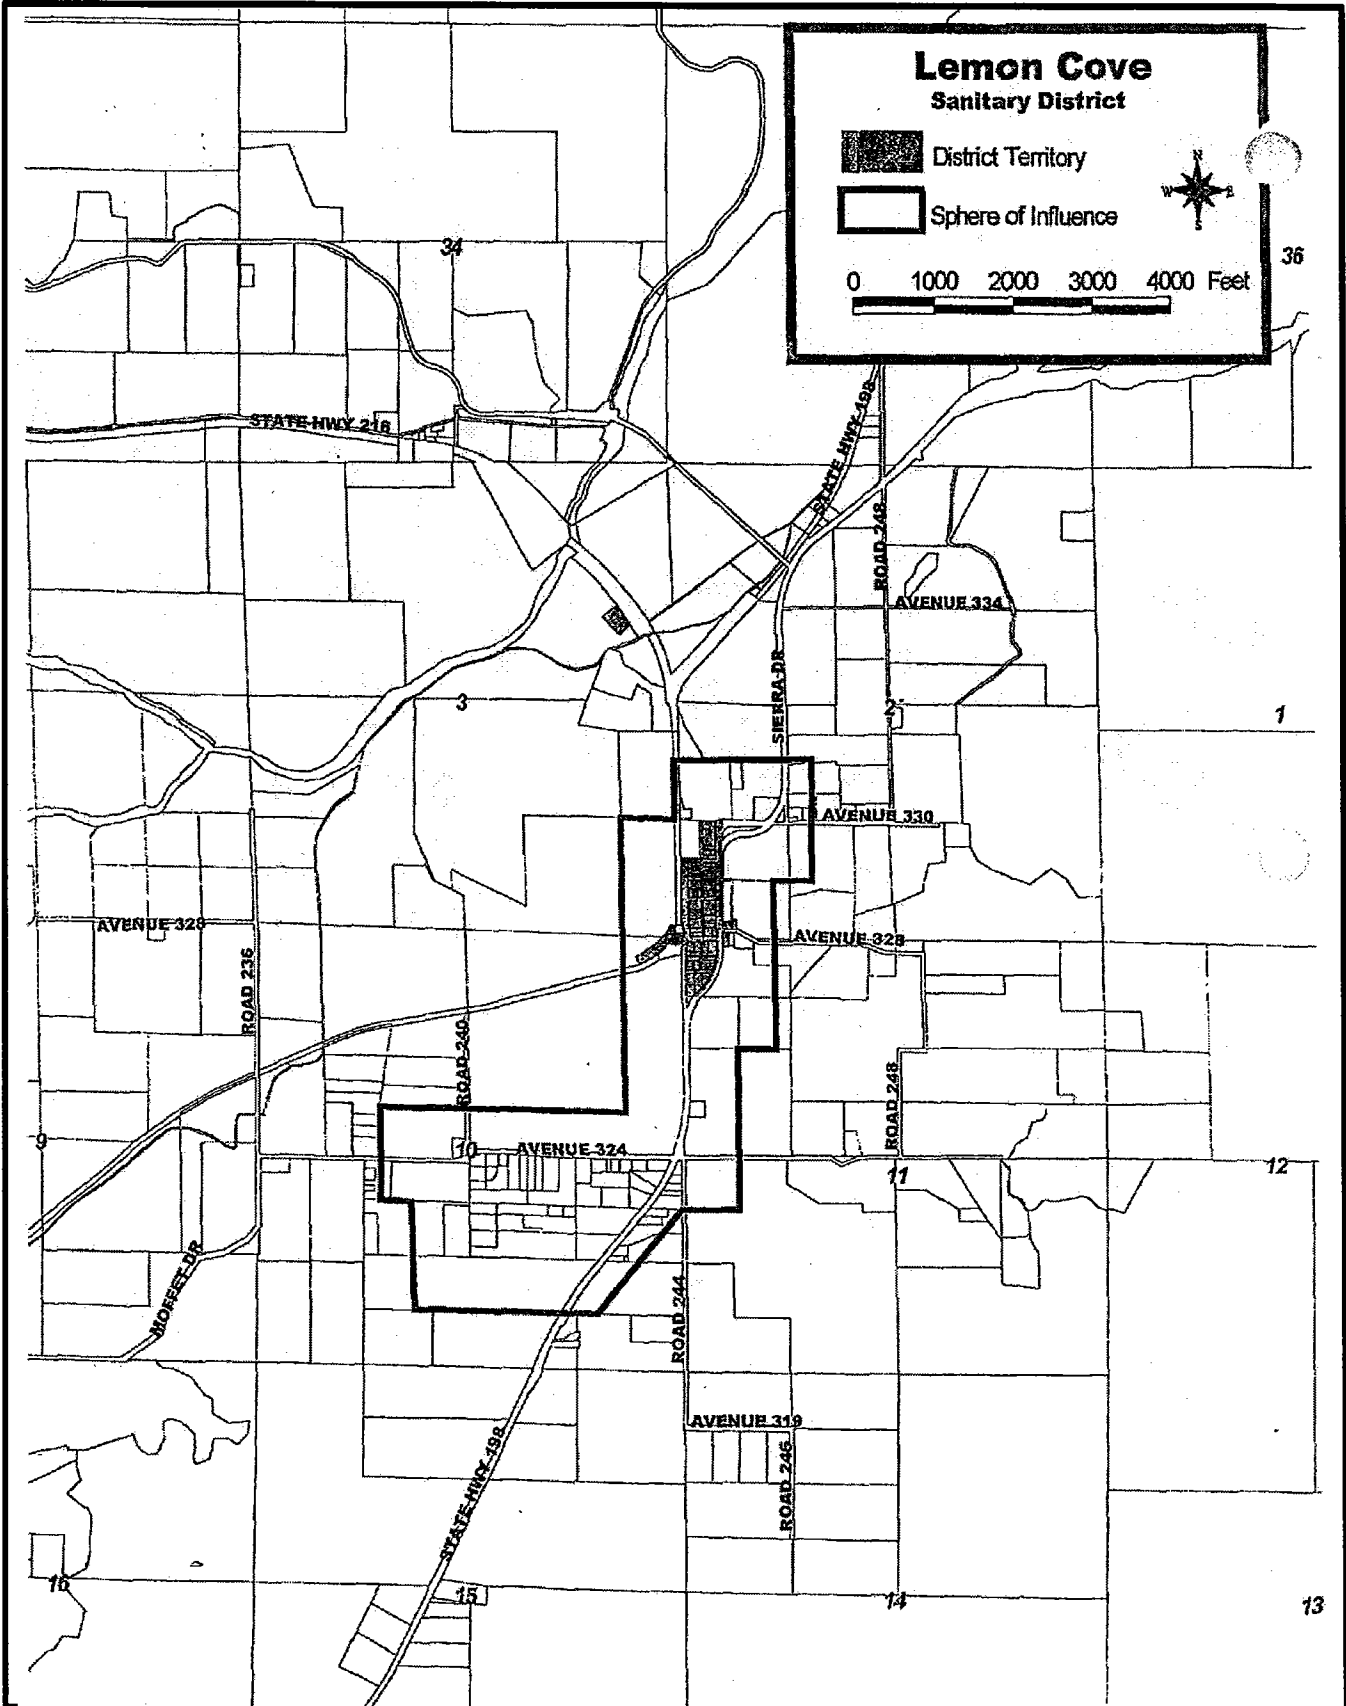 Lemon Cove
Sanitary District
District Territory
Sphere of Influence
N
W E
S
0 1000 2000 3000 4000 Feet
34
36
STATE HWY 216
STATE HWY 198
ROAD 248
AVENUE 334
3
SIERRA DR
2
1
AVENUE 330
AVENUE 328
AVENUE 328
ROAD 236
ROAD 240
ROAD 248
9
10
AVENUE 324
11
12
MOFFET DR
ROAD 244
AVENUE 319
STATE HWY 198
ROAD 246
16
15
14
13